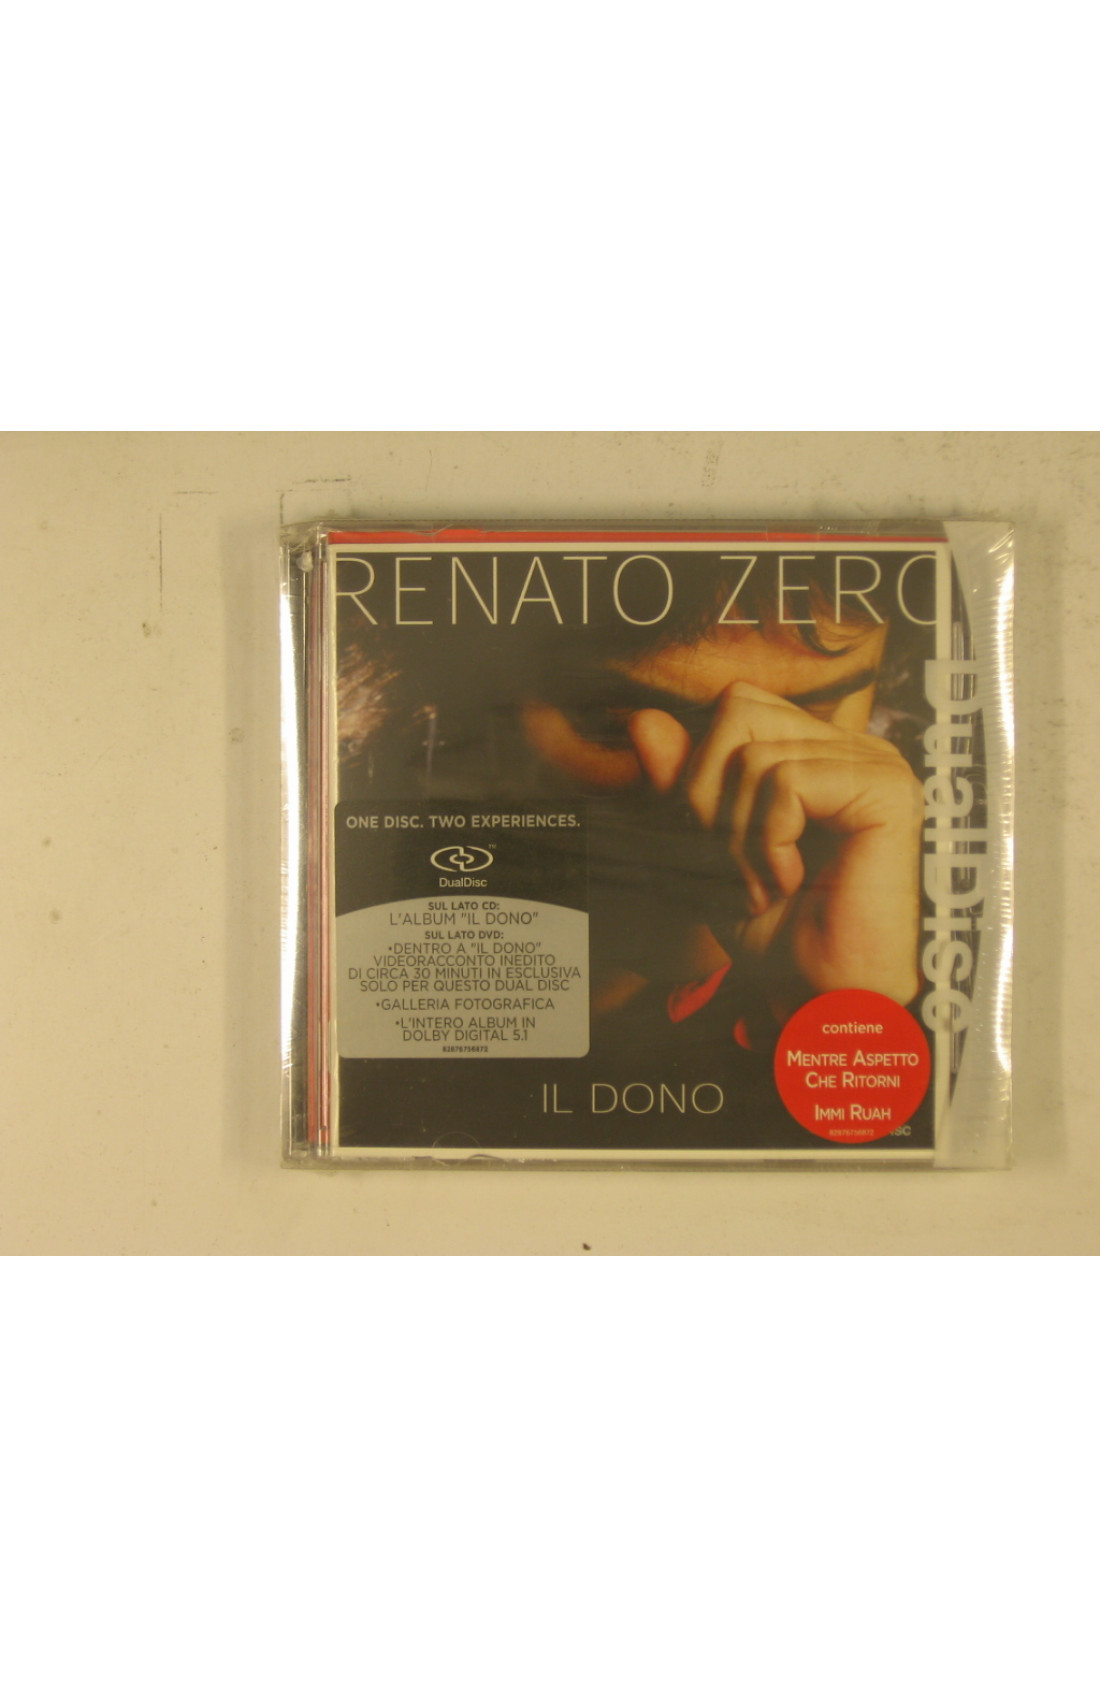 RENATO ZERO
DualDisc
ONE DISC. TWO EXPERIENCES.
TM
DualDisc
SUL LATO CD:
L'ALBUM "IL DONO"
SUL LATO DVD:
•DENTRO A "IL DONO"
VIDEORACCONTO INEDITO
DI CIRCA 30 MINUTI IN ESCLUSIVA
SOLO PER QUESTO DUAL DISC
•GALLERIA FOTOGRAFICA
•L'INTERO ALBUM IN
DOLBY DIGITAL 5.1
contiene
MENTRE ASPETTO
CHE RITORNI
IMMI RUAH
IL DONO